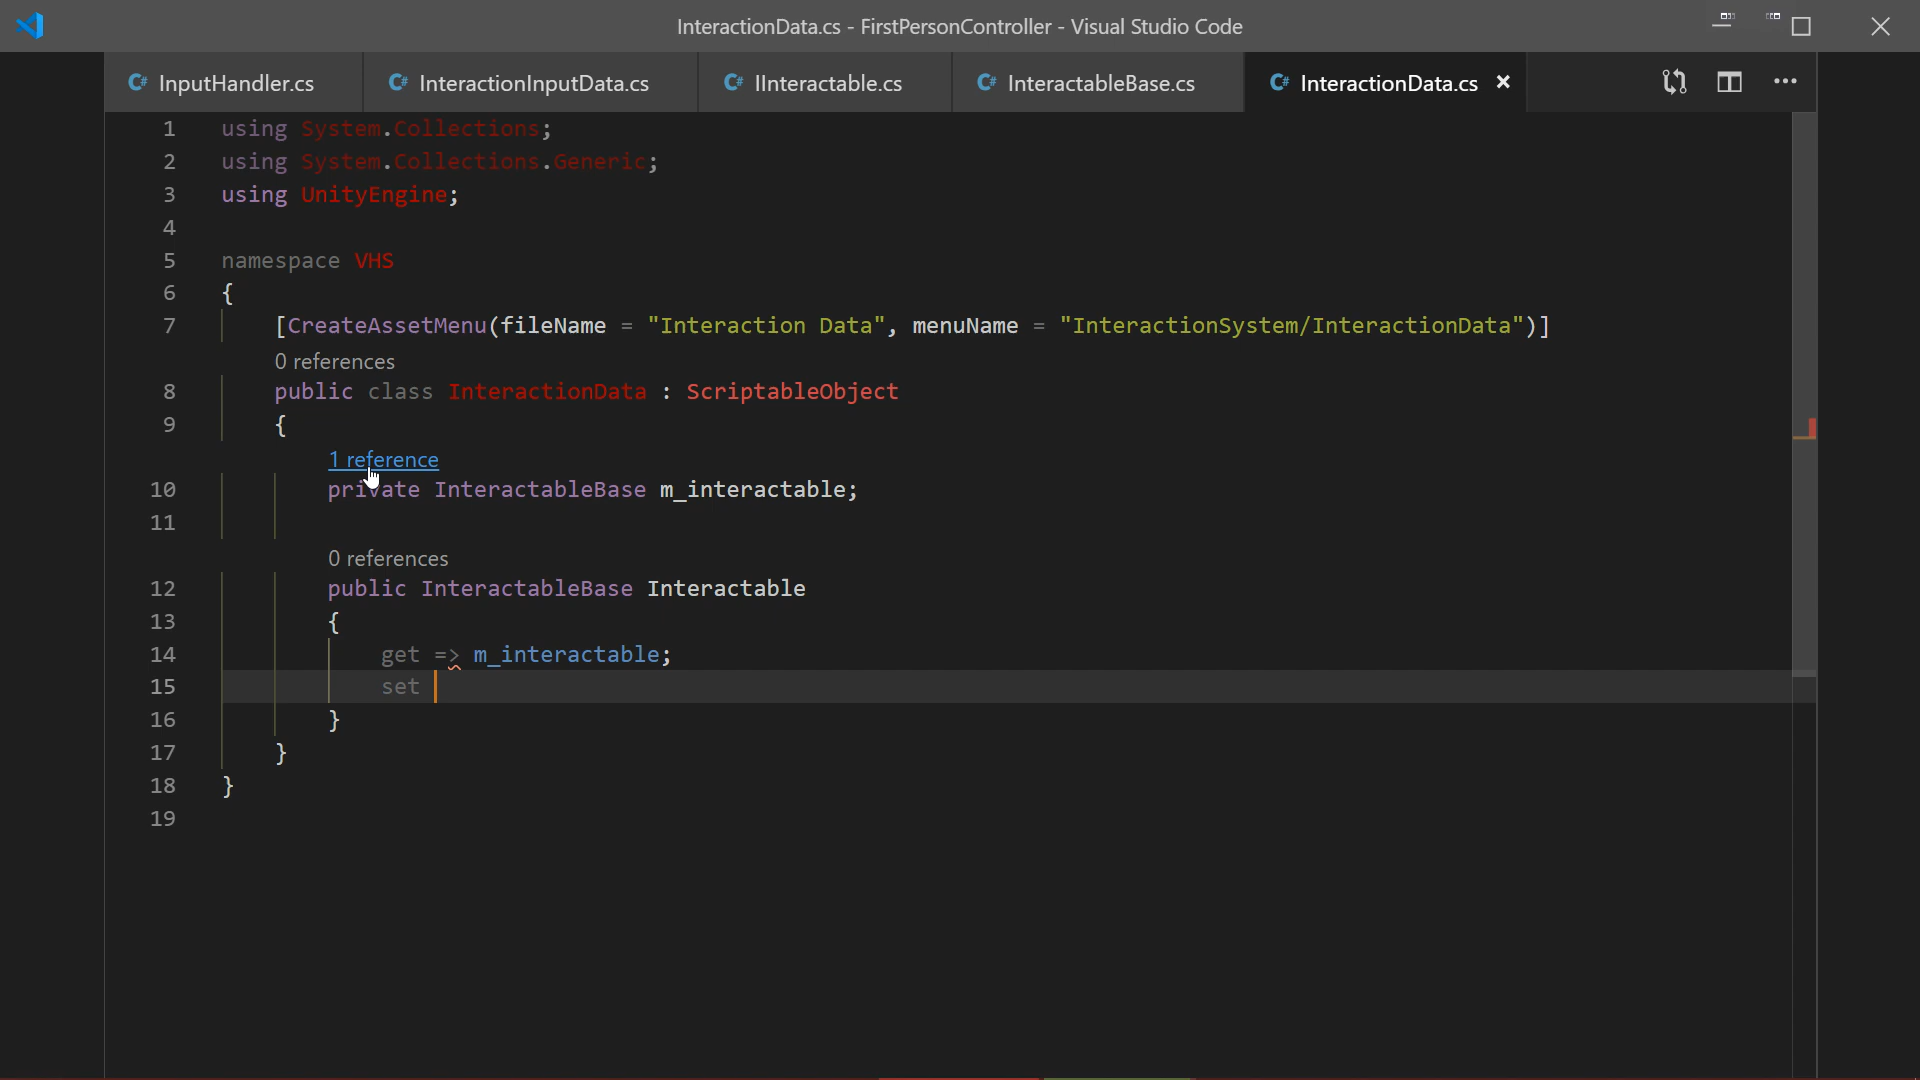 InteractionData.cs - FirstPersonController - Visual Studio Code
InputHandler.cs InteractionInputData.cs IInteractable.cs InteractableBase.cs InteractionData.cs
1 using System.Collections;
2 using System.Collections.Generic;
3 using UnityEngine;
4
5 namespace VHS
6 {
7 [CreateAssetMenu(fileName = "Interaction Data", menuName = "InteractionSystem/InteractionData")]
0 references
8 public class InteractionData : ScriptableObject
9 {
1 reference
10 private InteractableBase m_interactable;
11
0 references
12 public InteractableBase Interactable
13 {
14 get => m_interactable;
15 set
16 }
17 }
18 }
19